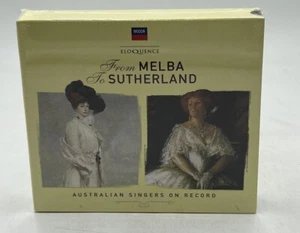 DECCA
ELOQUENCE
From MELBA
To SUTHERLAND
AUSTRALIAN SINGERS ON RECORD